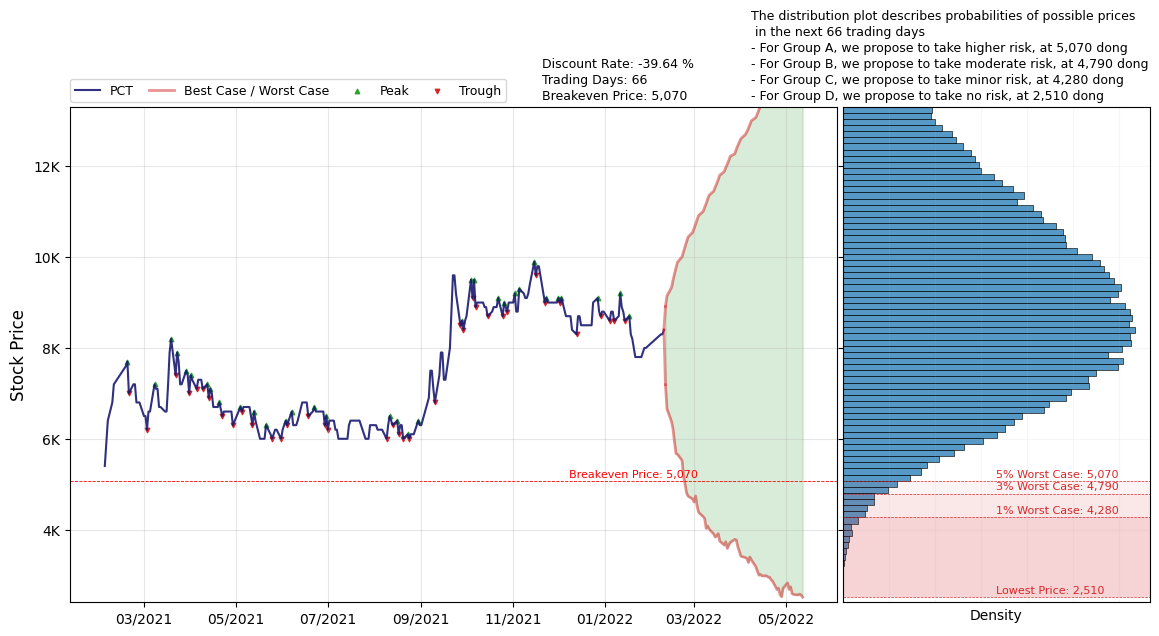 The distribution plot describes probabilities of possible prices
in the next 66 trading days
- For Group A, we propose to take higher risk, at 5,070 dong
- For Group B, we propose to take moderate risk, at 4,790 dong
- For Group C, we propose to take minor risk, at 4,280 dong
- For Group D, we propose to take no risk, at 2,510 dong
Discount Rate: -39.64 %
Trading Days: 66
Breakeven Price: 5,070
PCT
Best Case / Worst Case
Peak
Trough
Stock Price
12K
10K
8K
6K
4K
Breakeven Price: 5,070
5% Worst Case: 5,070
3% Worst Case: 4,790
1% Worst Case: 4,280
Lowest Price: 2,510
03/2021
05/2021
07/2021
09/2021
11/2021
01/2022
03/2022
05/2022
Density